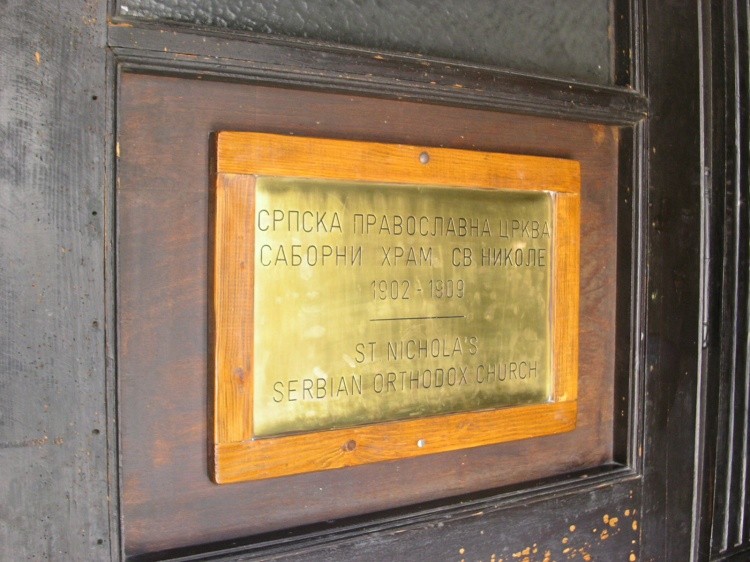 СРПСКА ПРАВОСЛАВНА ЦРКВА
САБОРНИ ХРАМ СВ НИКОЛЕ
1902 - 1909
ST NICHOLA'S
SERBIAN ORTHODOX CHURCH